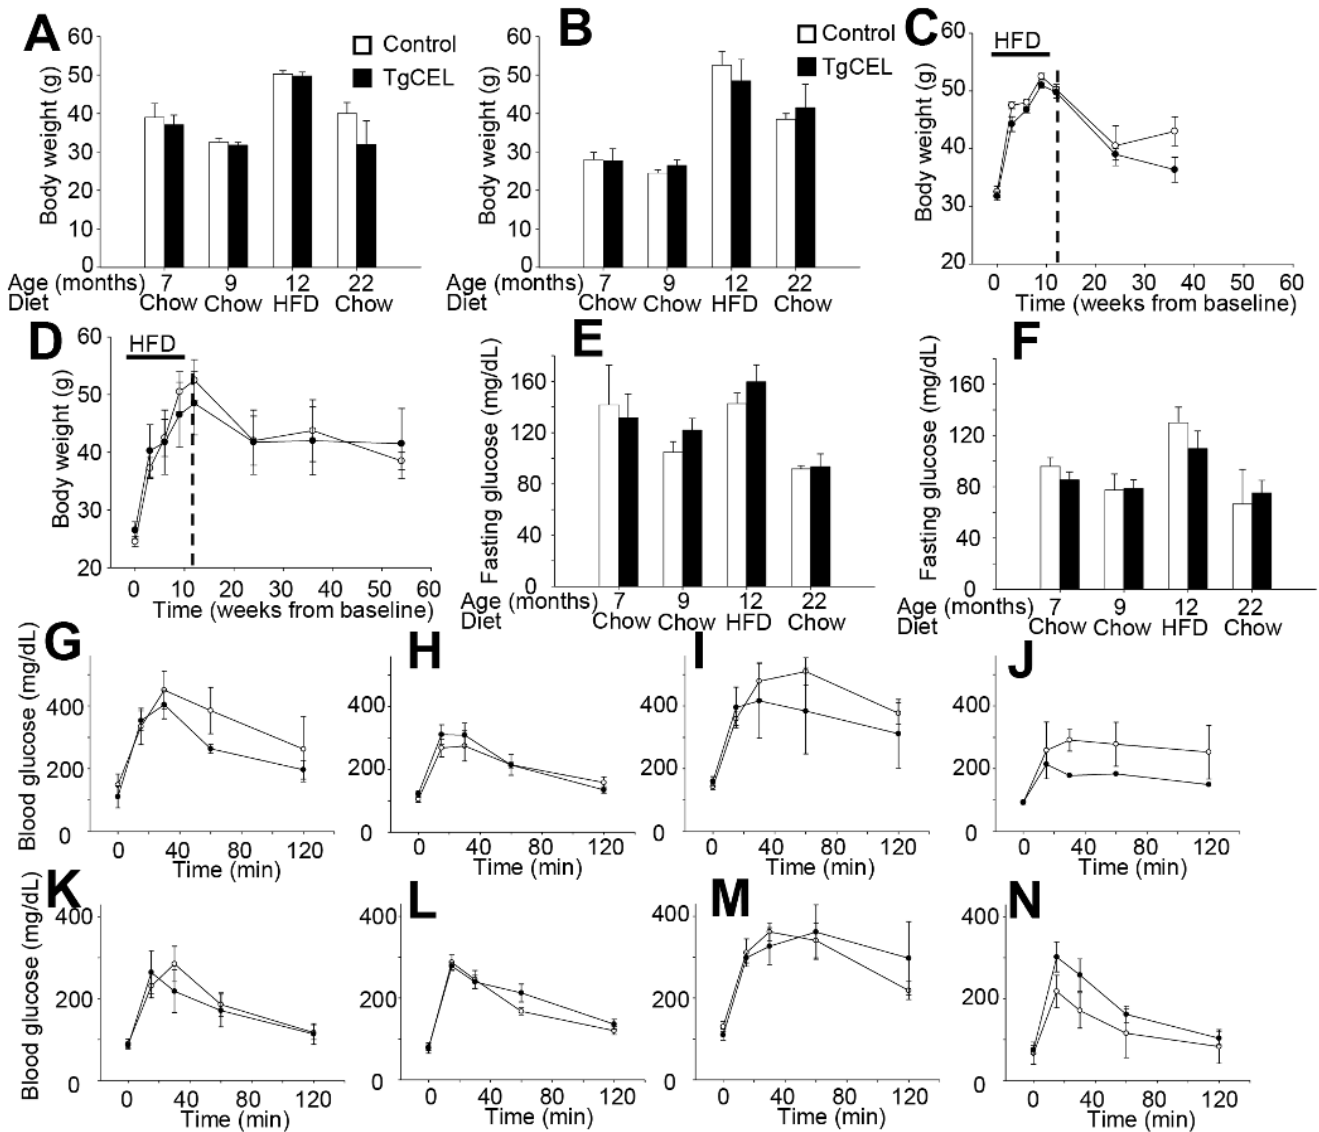 A
Body weight (g)
60
50
40
30
20
10
0
Control
TgCEL
Age (months) 7 9 12 22
Diet Chow Chow HFD Chow
B
Body weight (g)
60
50
40
30
20
10
0
Control
TgCEL
Age (months) 7 9 12 22
Diet Chow Chow HFD Chow
C
Body weight (g)
60
50
40
30
20
HFD
0 10 20 30 40 50 60
Time (weeks from baseline)
D
Body weight (g)
60
50
40
30
20
HFD
0 10 20 30 40 50 60
Time (weeks from baseline)
E
Fasting glucose (mg/dL)
160
120
80
40
0
Age (months) 7 9 12 22
Diet Chow Chow HFD Chow
F
Fasting glucose (mg/dL)
160
120
80
40
0
Age (months) 7 9 12 22
Diet Chow Chow HFD Chow
G
Blood glucose (mg/dL)
400
200
0
0 40 80 120
Time (min)
H
400
200
0
0 40 80 120
Time (min)
I
400
200
0
0 40 80 120
Time (min)
J
400
200
0
0 40 80 120
Time (min)
K
Blood glucose (mg/dL)
400
200
0
0 40 80 120
Time (min)
L
400
200
0
0 40 80 120
Time (min)
M
400
200
0
0 40 80 120
Time (min)
N
400
200
0
0 40 80 120
Time (min)